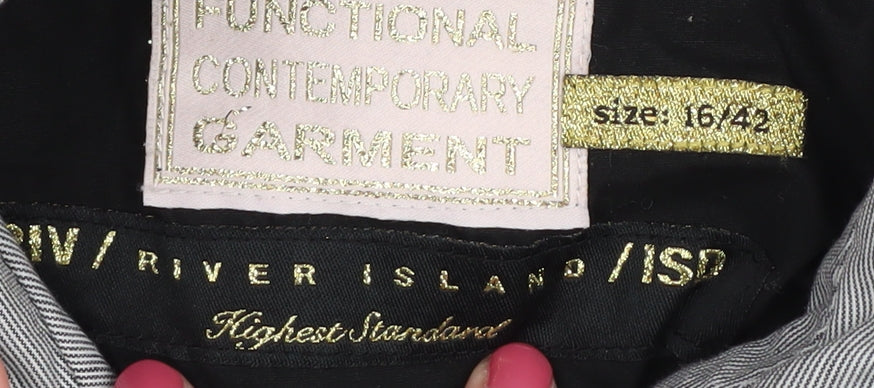 FUNCTIONAL
CONTEMPORARY
GARMENT
size: 16/42
RIV / RIVER ISLAND / ISD
Highest Standard